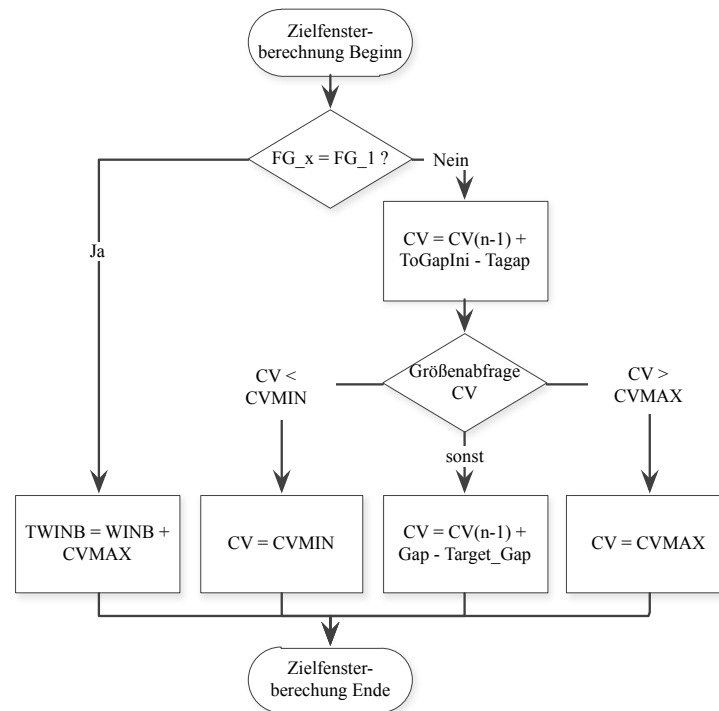 Zielfenster-
berechnung Beginn
FG_x = FG_1 ?
Nein
Ja
CV = CV(n-1) +
ToGapIni - Tagap
CV <
CVMIN
Größenabfrage
CV
CV >
CVMAX
sonst
TWINB = WINB +
CVMAX
CV = CVMIN
CV = CV(n-1) +
Gap - Target_Gap
CV = CVMAX
Zielfenster-
berechung Ende